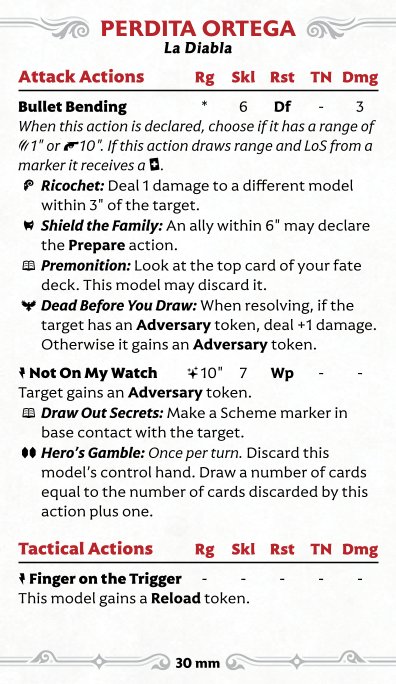 PERDITA ORTEGA
La Diabla
Attack Actions Rg Skl Rst TN Dmg
Bullet Bending * 6 Df - 3
When this action is declared, choose if it has a range of
1" or 10". If this action draws range and LoS from a
marker it receives a .
Ricochet: Deal 1 damage to a different model
within 3" of the target.
Shield the Family: An ally within 6" may declare
the Prepare action.
Premonition: Look at the top card of your fate
deck. This model may discard it.
Dead Before You Draw: When resolving, if the
target has an Adversary token, deal +1 damage.
Otherwise it gains an Adversary token.
Not On My Watch 10" 7 Wp - -
Target gains an Adversary token.
Draw Out Secrets: Make a Scheme marker in
base contact with the target.
Hero's Gamble: Once per turn. Discard this
model's control hand. Draw a number of cards
equal to the number of cards discarded by this
action plus one.
Tactical Actions Rg Skl Rst TN Dmg
Finger on the Trigger - - - - -
This model gains a Reload token.
30 mm